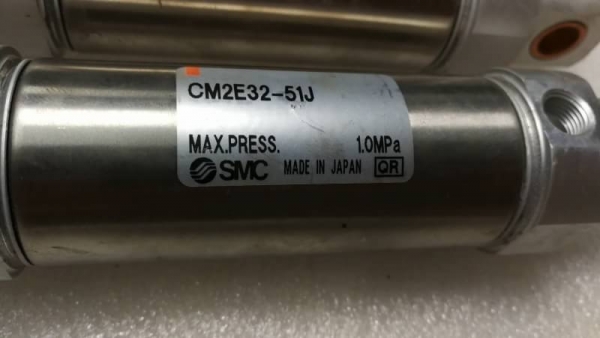 CM2E32-51J
MAX.PRESS. 1.0MPa
SMC MADE IN JAPAN QR